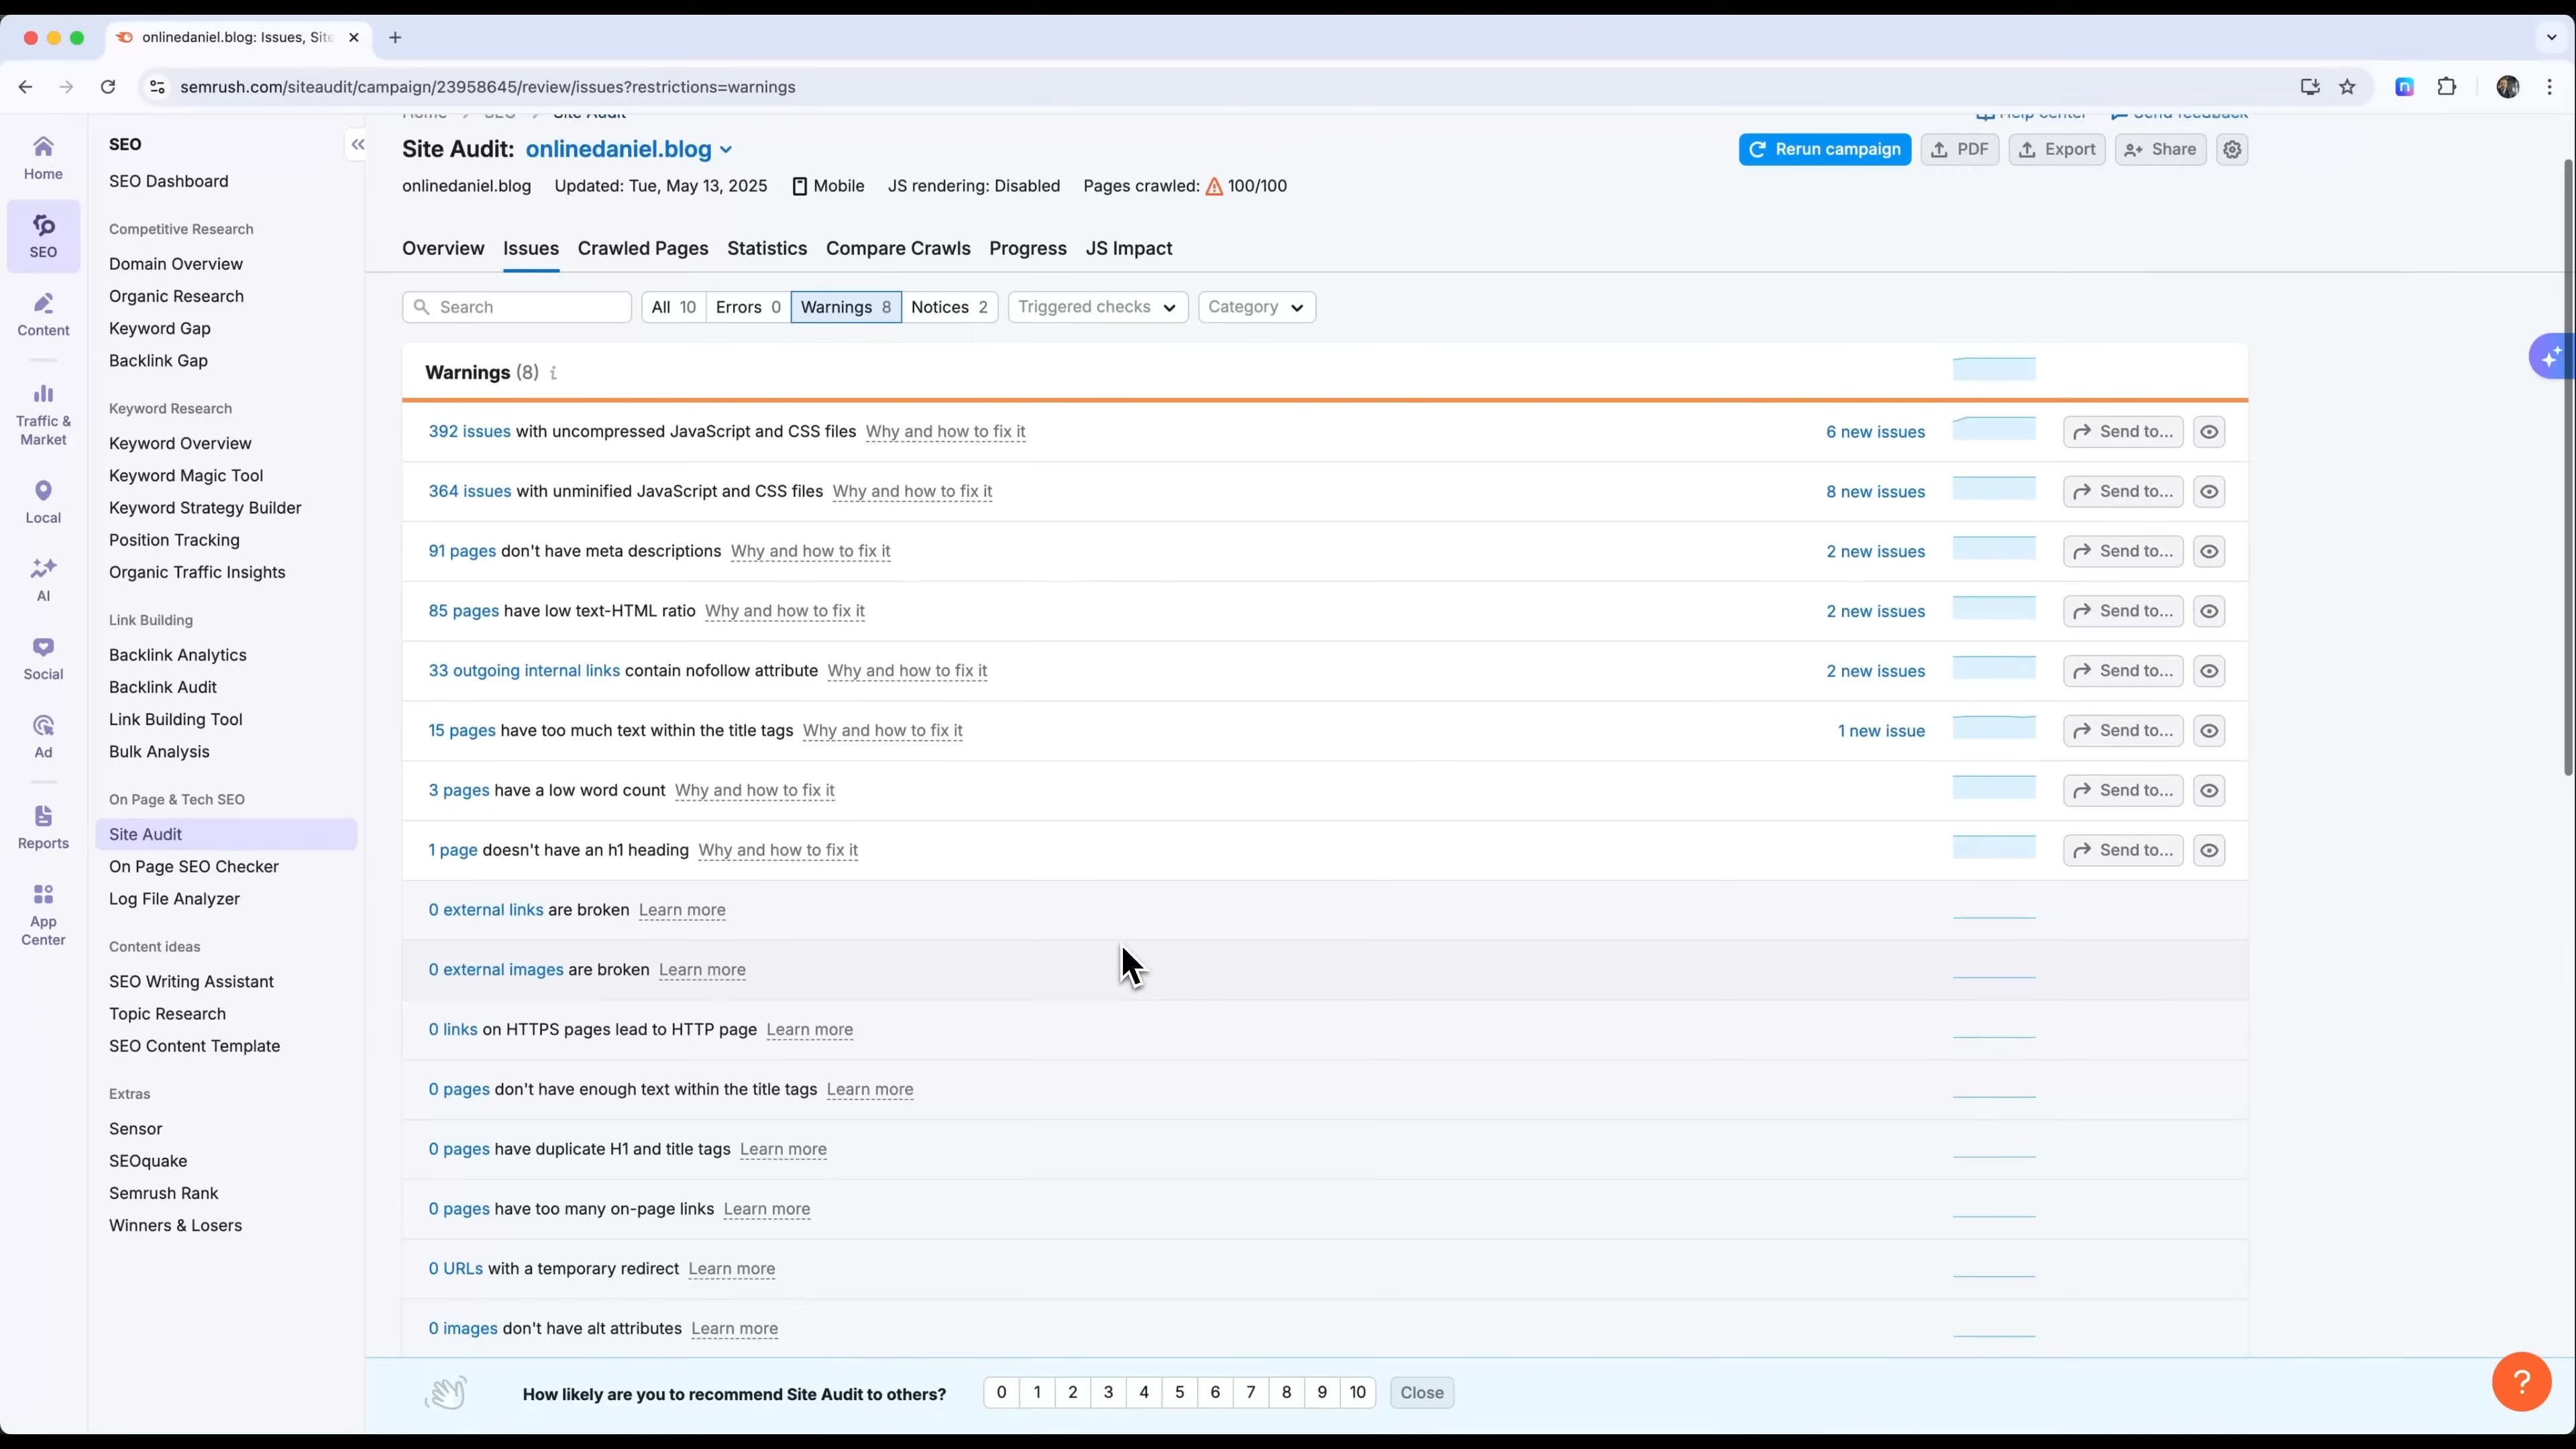 onlinedaniel.blog: Issues, Site
semrush.com/siteaudit/campaign/23958645/review/issues?restrictions=warnings
Home
SEO
Content
Traffic & Market
Local
AI
Social
Ad
Reports
App Center
SEO
SEO Dashboard
Competitive Research
Domain Overview
Organic Research
Keyword Gap
Backlink Gap
Keyword Research
Keyword Overview
Keyword Magic Tool
Keyword Strategy Builder
Position Tracking
Organic Traffic Insights
Link Building
Backlink Analytics
Backlink Audit
Link Building Tool
Bulk Analysis
On Page & Tech SEO
Site Audit
On Page SEO Checker
Log File Analyzer
Content ideas
SEO Writing Assistant
Topic Research
SEO Content Template
Extras
Sensor
SEOquake
Semrush Rank
Winners & Losers
Home > SEO > Site Audit Help center Send feedback
Site Audit: onlinedaniel.blog Rerun campaign PDF Export Share
onlinedaniel.blog Updated: Tue, May 13, 2025 Mobile JS rendering: Disabled Pages crawled: 100/100
Overview Issues Crawled Pages Statistics Compare Crawls Progress JS Impact
Search All 10 Errors 0 Warnings 8 Notices 2 Triggered checks Category
Warnings (8) i
392 issues with uncompressed JavaScript and CSS files Why and how to fix it 6 new issues Send to...
364 issues with unminified JavaScript and CSS files Why and how to fix it 8 new issues Send to...
91 pages don't have meta descriptions Why and how to fix it 2 new issues Send to...
85 pages have low text-HTML ratio Why and how to fix it 2 new issues Send to...
33 outgoing internal links contain nofollow attribute Why and how to fix it 2 new issues Send to...
15 pages have too much text within the title tags Why and how to fix it 1 new issue Send to...
3 pages have a low word count Why and how to fix it Send to...
1 page doesn't have an h1 heading Why and how to fix it Send to...
0 external links are broken Learn more
0 external images are broken Learn more
0 links on HTTPS pages lead to HTTP page Learn more
0 pages don't have enough text within the title tags Learn more
0 pages have duplicate H1 and title tags Learn more
0 pages have too many on-page links Learn more
0 URLs with a temporary redirect Learn more
0 images don't have alt attributes Learn more
How likely are you to recommend Site Audit to others? 0 1 2 3 4 5 6 7 8 9 10 Close
?